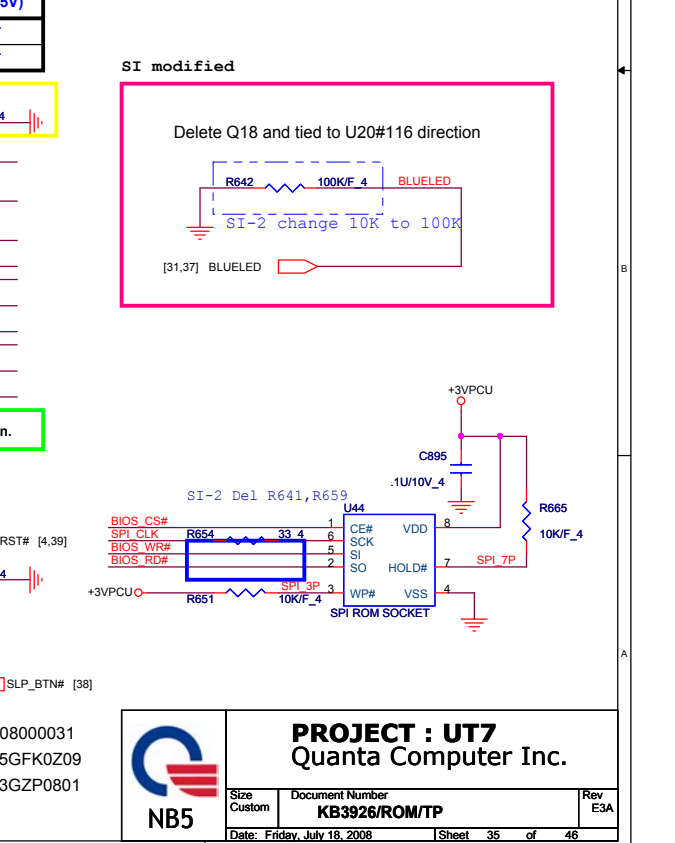 5V)
SI modified
4
Delete Q18 and tied to U20#116 direction
R642
100K/F_4
BLUELED
SI-2 change 10K to 100K
[31,37] BLUELED
B
+3VPCU
n.
C895
.1U/10V_4
SI-2 Del R641,R659
U44
R665
10K/F_4
BIOS_CS#
1
CE#
VDD
8
SPI_CLK
R654
33_4
6
SCK
BIOS_WR#
5
SI
BIOS_RD#
2
SO
HOLD#
7
SPI_7P
RST# [4,39]
4
+3VPCU
R651
SPI_3P
10K/F_4
3
WP#
VSS
4
SPI ROM SOCKET
A
SLP_BTN# [38]
08000031
5GFK0Z09
3GZP0801
NB5
PROJECT : UT7
Quanta Computer Inc.
Size
Custom
Document Number
KB3926/ROM/TP
Rev
E3A
Date: Friday, July 18, 2008
Sheet 35 of 46